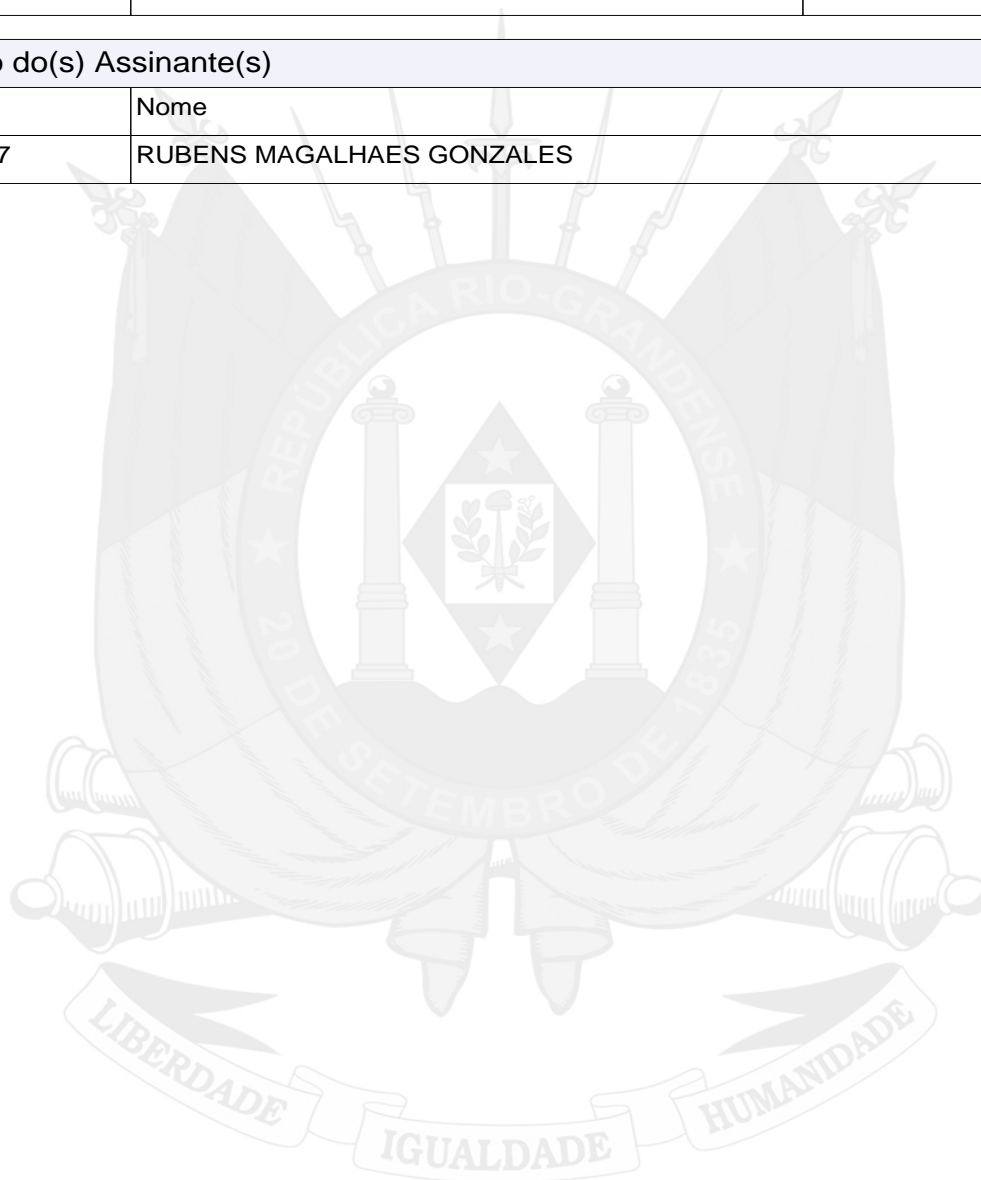 o do(s) Assinante(s)
Nome
7 RUBENS MAGALHAES GONZALES
REPÚBLICA RIO-GRANDENSE
★ 20 DE SETEMBRO DE 1835 ★
LIBERDADE IGUALDADE HUMANIDADE